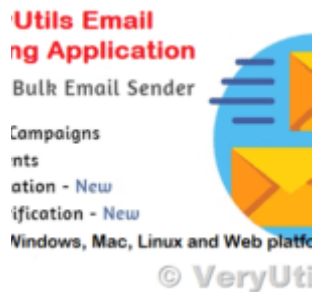 Utils Email
ng Application
Bulk Email Sender
Campaigns
nts
ation - New
ification - New
Windows, Mac, Linux and Web platfo
© VeryUti